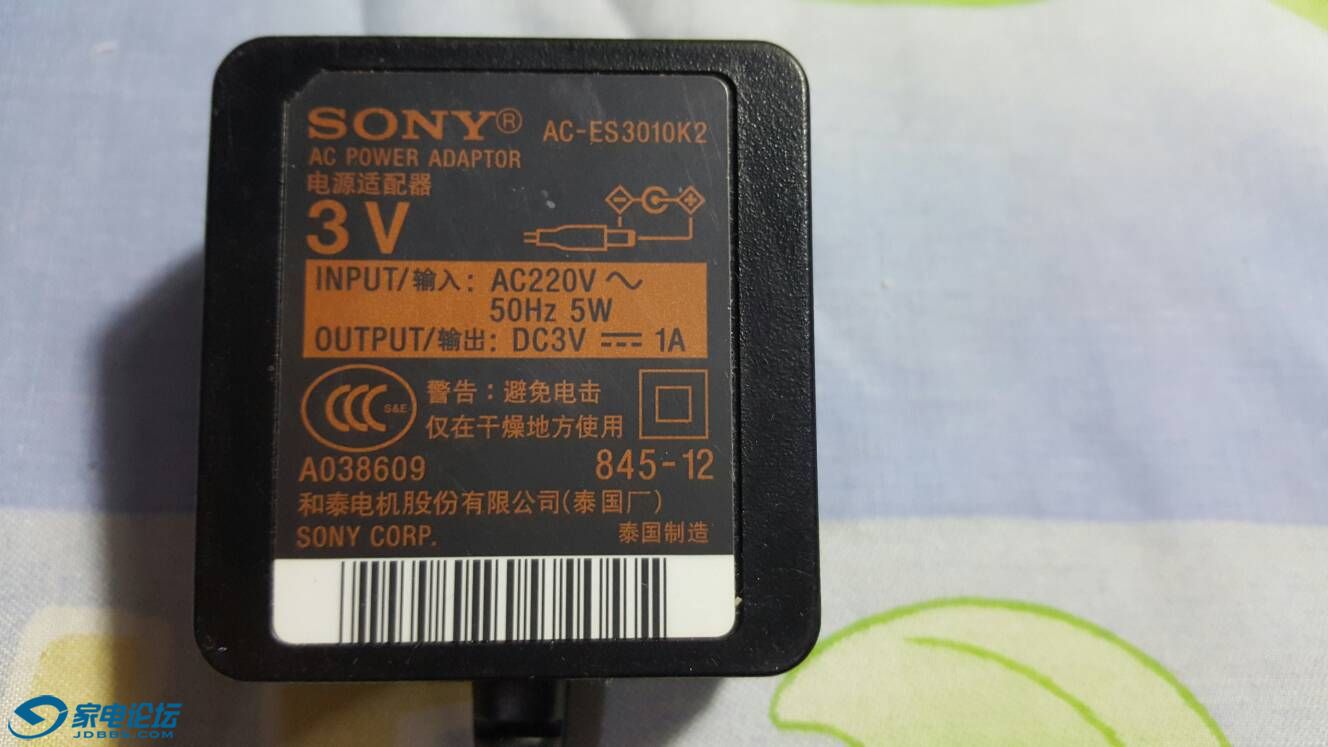 SONY® AC-ES3010K2
AC POWER ADAPTOR
电源适配器
3V
INPUT/输入: AC220V ~
50Hz 5W
OUTPUT/输出: DC3V ⎓ 1A
CCC S&E
警告：避免电击
仅在干燥地方使用
A038609 845-12
和泰电机股份有限公司(泰国厂)
SONY CORP. 泰国制造
家电论坛
JDBBS.COM